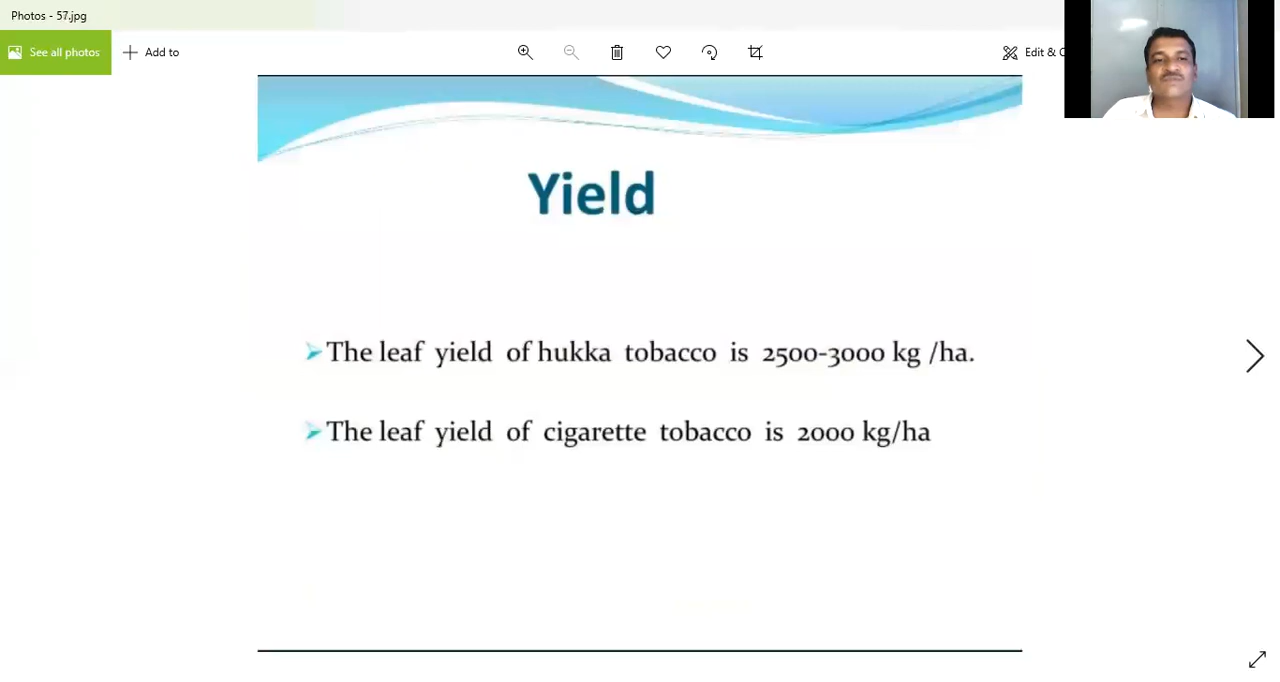 Photos - 57.jpg
See all photos
Add to
Edit & C
Yield
The leaf yield of hukka tobacco is 2500-3000 kg /ha.
The leaf yield of cigarette tobacco is 2000 kg/ha